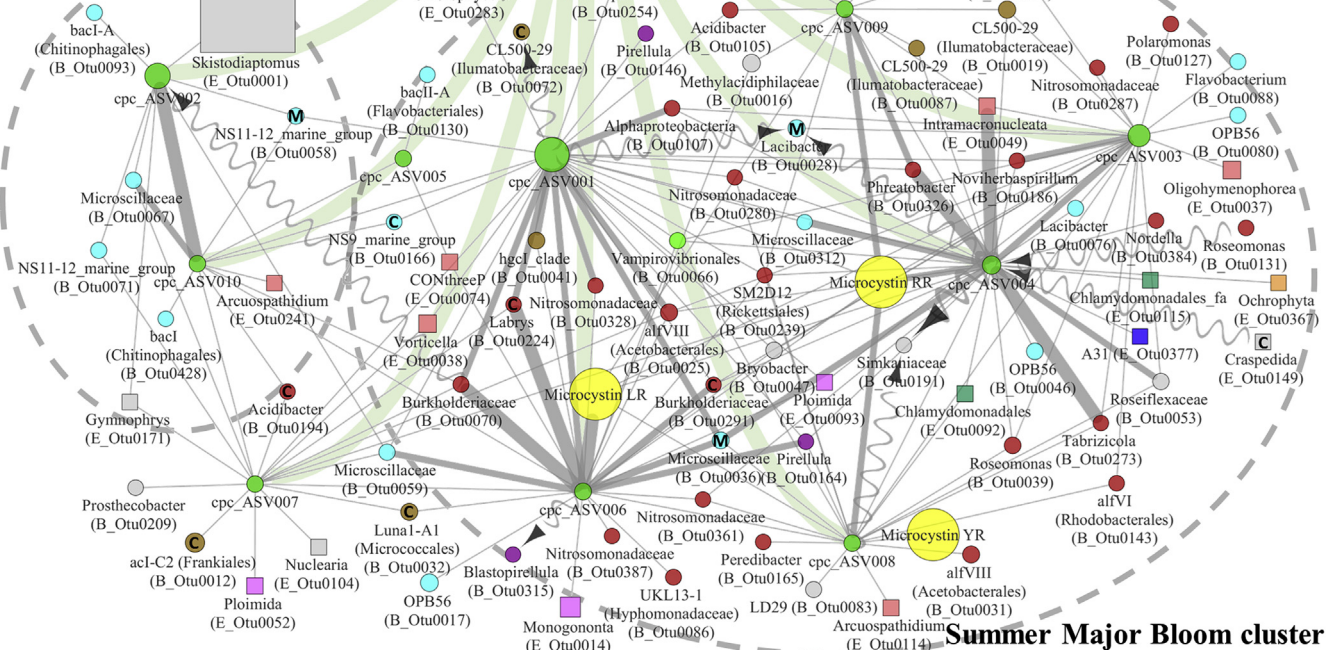 (E_Otu0283)
(B_Otu0254)
bacI-A
(Chitinophagales)
(B_Otu0093)
Skistodiaptomus
(E_Otu0001)
C
CL500-29
(Ilumatobacteraceae)
(B_Otu0072)
Pirellula
(B_Otu0146)
Acidibacter
(B_Otu0105)
cpc_ASV009
CL500-29
(Ilumatobacteraceae)
(B_Otu0019)
Polaromonas
(B_Otu0127)
CL500-29
(Ilumatobacteraceae)
(B_Otu0087)
Methylacidiphilaceae
(B_Otu0016)
Nitrosomonadaceae
(B_Otu0287)
Flavobacterium
(B_Otu0088)
cpc_ASV002
bacII-A
(Flavobacteriales)
(B_Otu0130)
M
NS11-12_marine_group
(B_Otu0058)
Alphaproteobacteria
(B_Otu0107)
M
Lacibacter
(B_Otu0028)
Intramacronucleata
(E_Otu0049)
cpc_ASV003
OPB56
(B_Otu0080)
cpc_ASV005
cpc_ASV001
Nitrosomonadaceae
(B_Otu0280)
Phreatobacter
(B_Otu0326)
Noviherbaspirillum
(B_Otu0186)
Oligohymenophorea
(E_Otu0037)
Microscillaceae
(B_Otu0067)
C
NS9_marine_group
(B_Otu0166)
Microscillaceae
(B_Otu0312)
Lacibacter
(B_Otu0076)
Nordella
(B_Otu0384)
Roseomonas
(B_Otu0131)
NS11-12_marine_group
(B_Otu0071)
cpc_ASV010
Arcuospathidium
(E_Otu0241)
CONthreeP
(E_Otu0074)
hgcI_clade
(B_Otu0041)
Vampirovibrionales
(B_Otu0066)
SM2D12
(Rickettsiales)
(B_Otu0239)
Microcystin RR
cpc_ASV004
Chlamydomonadales_fa
(E_Otu0115)
Ochrophyta
(E_Otu0367)
bacI
(Chitinophagales)
(B_Otu0428)
Vorticella
(E_Otu0038)
C
Labrys
(B_Otu0224)
Nitrosomonadaceae
(B_Otu0328)
alfVIII
(Acetobacterales)
(B_Otu0025)
Bryobacter
(B_Otu0047)
Simkaniaceae
(B_Otu0191)
OPB56
(B_Otu0046)
A31 (E_Otu0377)
C
Craspedida
(E_Otu0149)
Gymnophrys
(E_Otu0171)
C
Acidibacter
(B_Otu0194)
Burkholderiaceae
(B_Otu0070)
Microcystin LR
C
Burkholderiaceae
(B_Otu0291)
Ploimida
(E_Otu0093)
Chlamydomonadales
(E_Otu0092)
Roseiflexaceae
(B_Otu0053)
Tabrizicola
(B_Otu0273)
Microscillaceae
(B_Otu0059)
M
Microscillaceae
(B_Otu0036)
Pirellula
(B_Otu0164)
Roseomonas
(B_Otu0039)
Prosthecobacter
(B_Otu0209)
cpc_ASV007
cpc_ASV006
Nitrosomonadaceae
(B_Otu0361)
alfVI
(Rhodobacterales)
(B_Otu0143)
C
Luna1-A1
(Micrococcales)
(B_Otu0032)
C
acI-C2 (Frankiales)
(B_Otu0012)
Nuclearia
(E_Otu0104)
Nitrosomonadaceae
(B_Otu0387)
Peredibacter
(B_Otu0165)
cpc_ASV008
Microcystin YR
Blastopirellula
(B_Otu0315)
alfVIII
(Acetobacterales)
(B_Otu0031)
Ploimida
(E_Otu0052)
OPB56
(B_Otu0017)
UKL13-1
(Hyphomonadaceae)
(B_Otu0086)
LD29 (B_Otu0083)
Monogononta
(E_Otu0014)
Arcuospathidium
(E_Otu0114)
Summer Major Bloom cluster